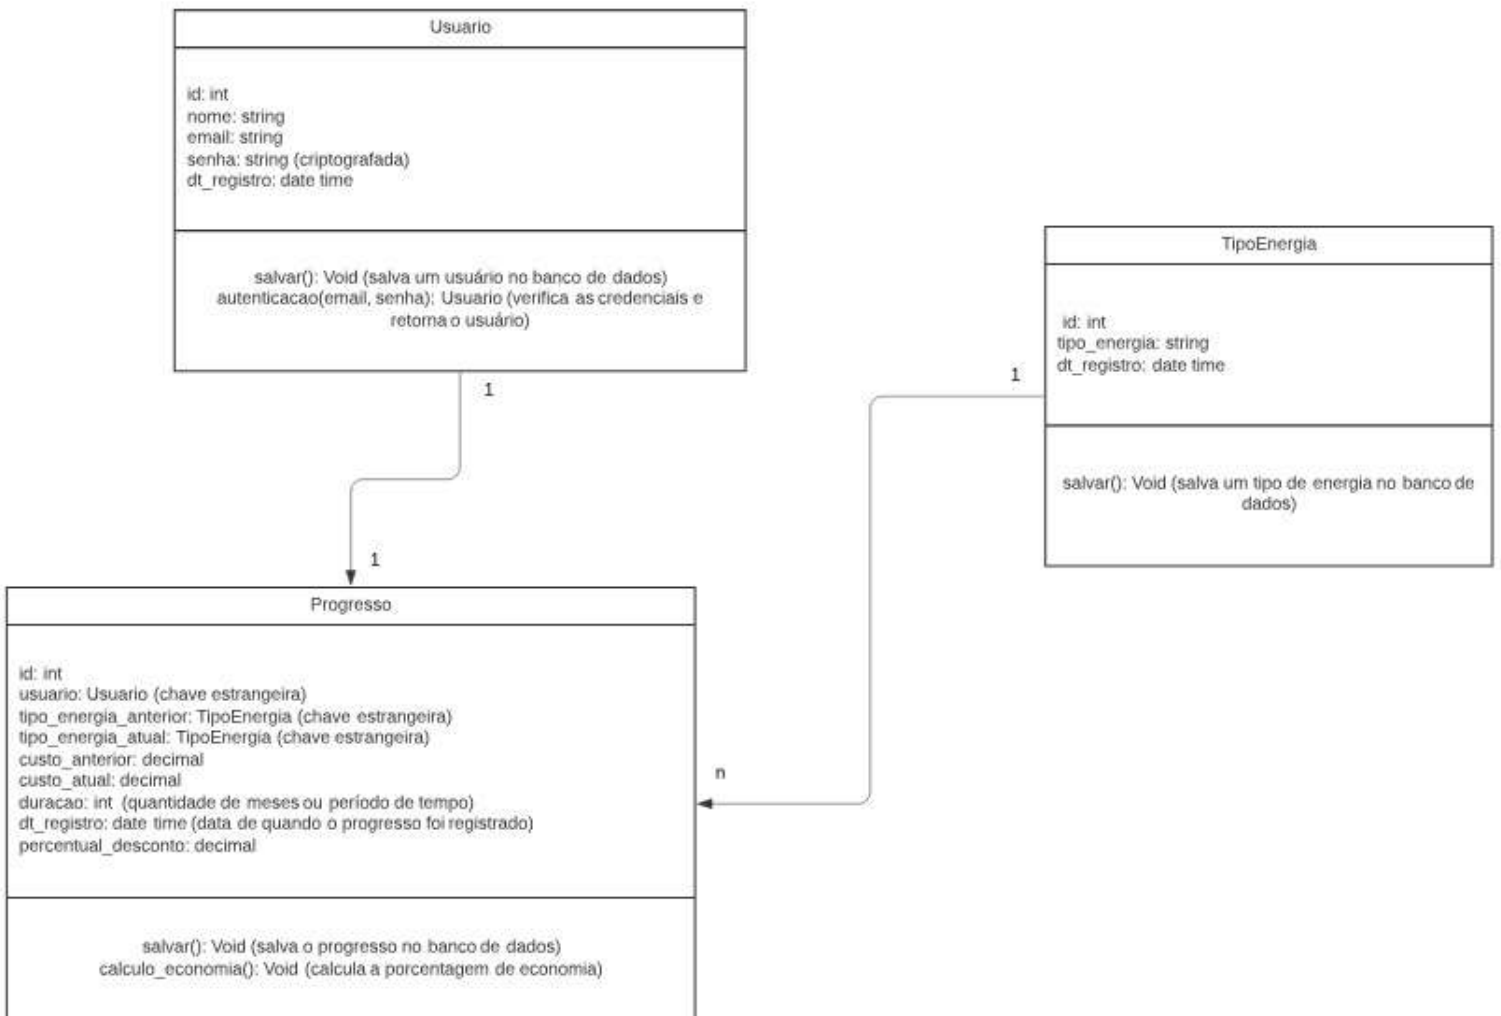 Usuario
id: int
nome: string
email: string
senha: string (criptografada)
dt_registro: date time
salvar(): Void (salva um usuário no banco de dados)
autenticacao(email, senha): Usuario (verifica as credenciais e
retorna o usuário)
1
1
TipoEnergia
id: int
tipo_energia: string
dt_registro: date time
salvar(): Void (salva um tipo de energia no banco de
dados)
1
n
Progresso
id: int
usuario: Usuario (chave estrangeira)
tipo_energia_anterior: TipoEnergia (chave estrangeira)
tipo_energia_atual: TipoEnergia (chave estrangeira)
custo_anterior: decimal
custo_atual: decimal
duracao: int (quantidade de meses ou período de tempo)
dt_registro: date time (data de quando o progresso foi registrado)
percentual_desconto: decimal
salvar(): Void (salva o progresso no banco de dados)
calculo_economia(): Void (calcula a porcentagem de economia)